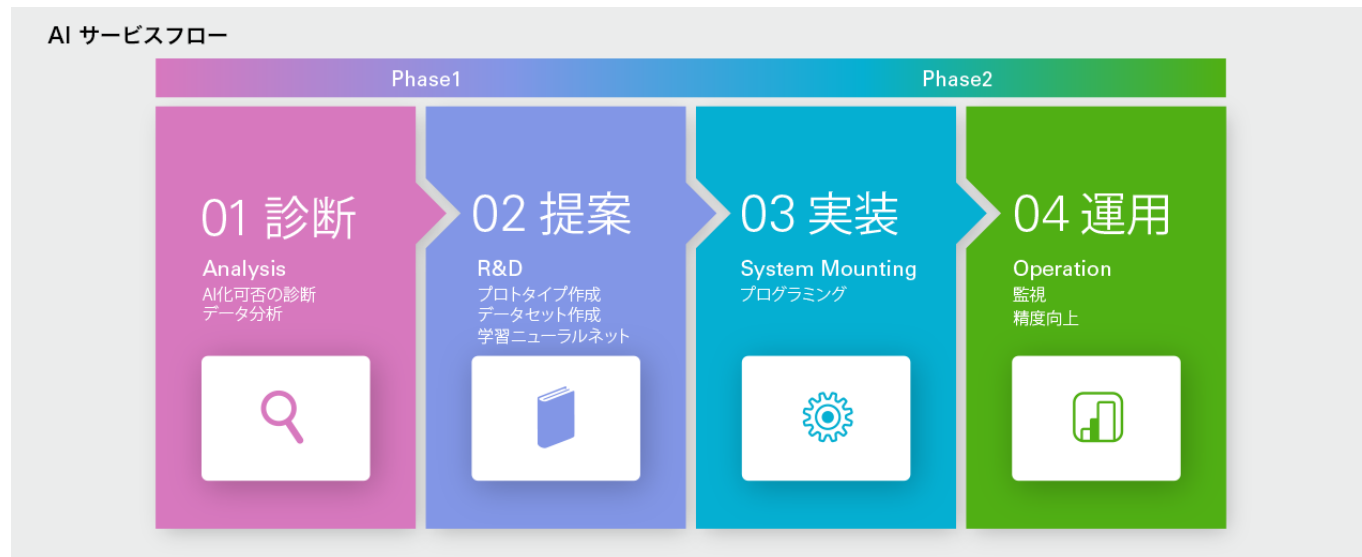 AI サービスフロー
Phase1
Phase2
01 診断
Analysis
AI化可否の診断
データ分析
02 提案
R&D
プロトタイプ作成
データセット作成
学習ニューラルネット
03 実装
System Mounting
プログラミング
04 運用
Operation
監視
精度向上